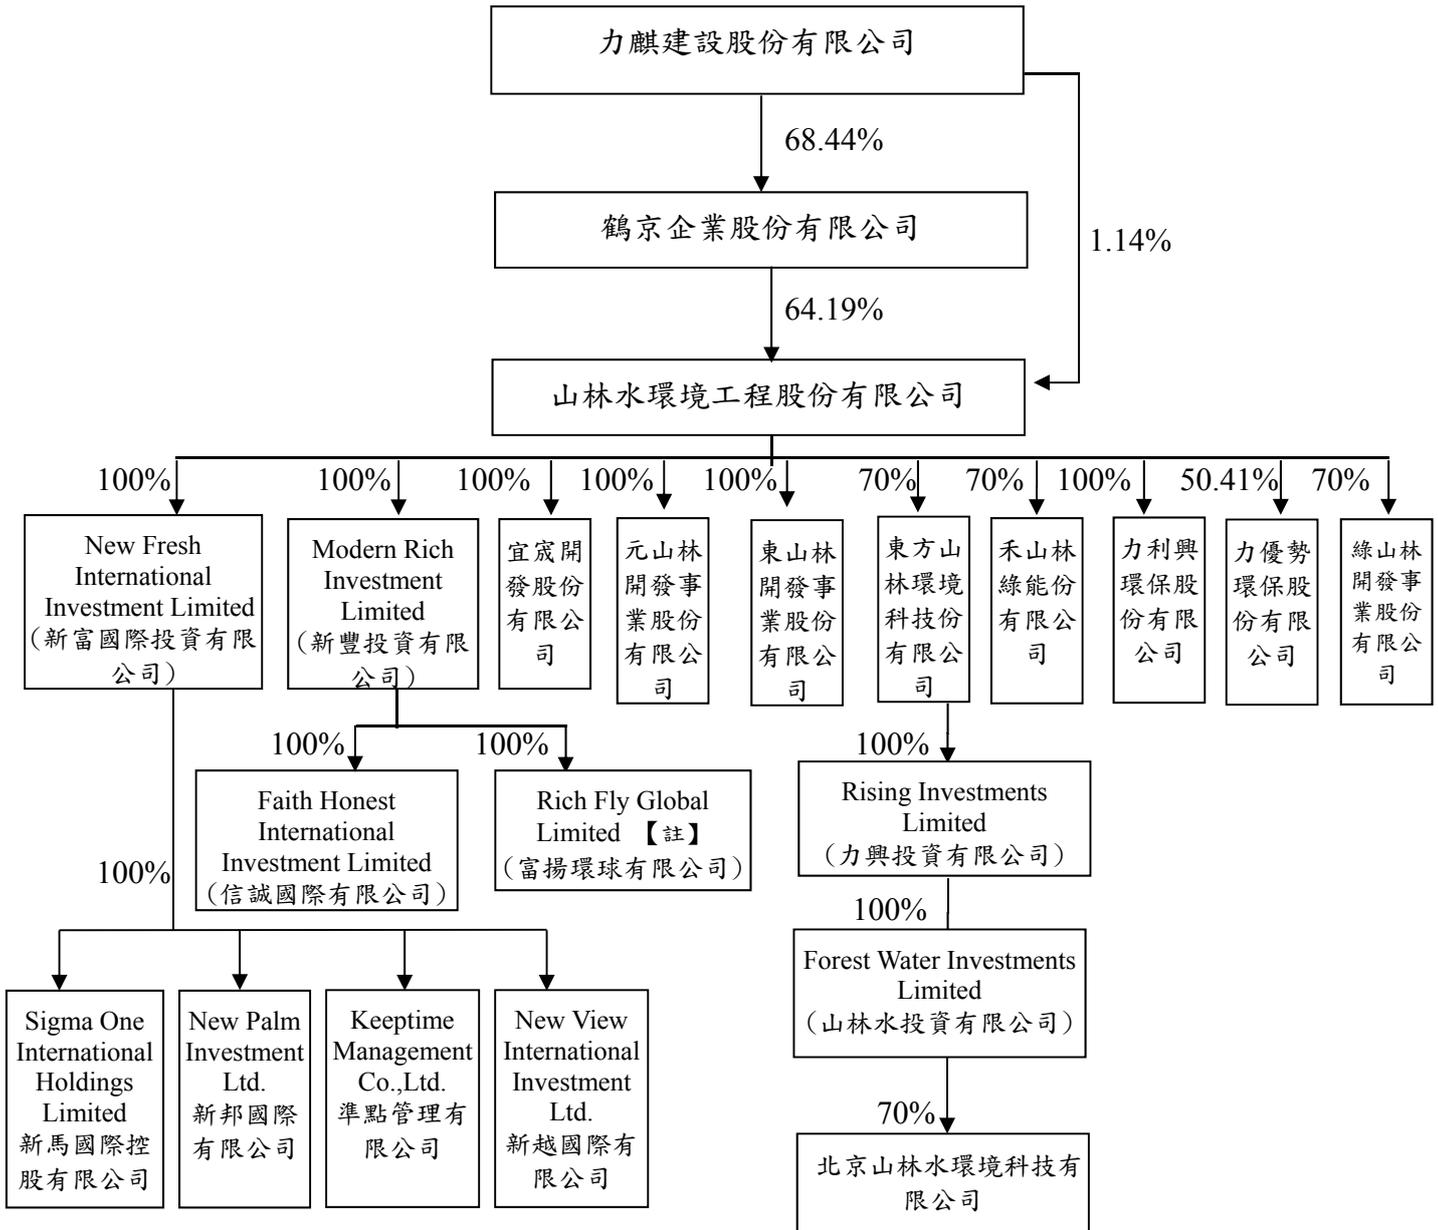 力麒建設股份有限公司
68.44%
鶴京企業股份有限公司
1.14%
64.19%
山林水環境工程股份有限公司
100%
100%
100%
100%
100%
70%
70%
100%
50.41%
70%
New Fresh
International
Investment Limited
（新富國際投資有限
公司）
Modern Rich
Investment
Limited
（新豐投資有限
公司）
宜宬開
發股份
有限公
司
元山林
開發事
業股份
有限公
司
東山林
開發事
業股份
有限公
司
東方山
林環境
科技份
有限公
司
禾山林
綠能份
有限公
司
力利興
環保股
份有限
公司
力優勢
環保股
份有限
公司
綠山林
開發事
業股份
有限公
司
100%
100%
100%
Faith Honest
International
Investment Limited
（信誠國際有限公司）
Rich Fly Global
Limited 【註】
（富揚環球有限公司）
Rising Investments
Limited
（力興投資有限公司）
100%
100%
Forest Water Investments
Limited
（山林水投資有限公司）
Sigma One
International
Holdings
Limited
新馬國際控
股有限公司
New Palm
Investment
Ltd.
新邦國際
有限公司
Keeptime
Management
Co.,Ltd.
準點管理有
限公司
New View
International
Investment
Ltd.
新越國際有
限公司
70%
北京山林水環境科技有
限公司